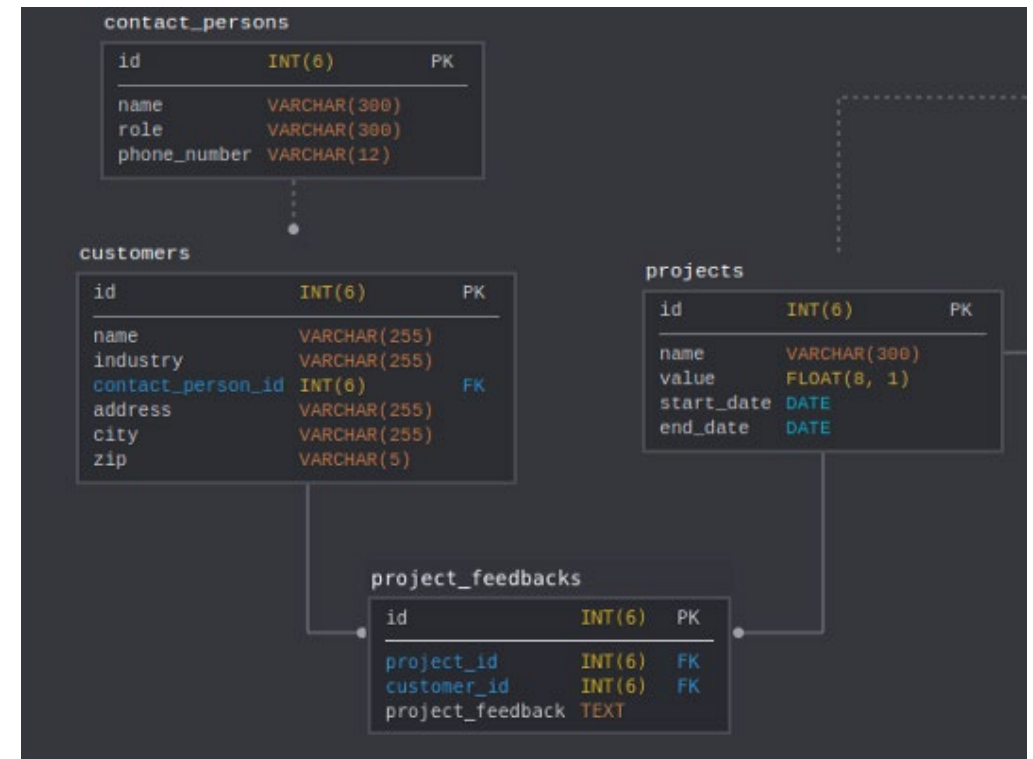 contact_persons
id INT(6) PK
name VARCHAR(300)
role VARCHAR(300)
phone_number VARCHAR(12)
customers
id INT(6) PK
name VARCHAR(255)
industry VARCHAR(255)
contact_person_id INT(6) FK
address VARCHAR(255)
city VARCHAR(255)
zip VARCHAR(5)
projects
id INT(6) PK
name VARCHAR(300)
value FLOAT(8, 1)
start_date DATE
end_date DATE
project_feedbacks
id INT(6) PK
project_id INT(6) FK
customer_id INT(6) FK
project_feedback TEXT